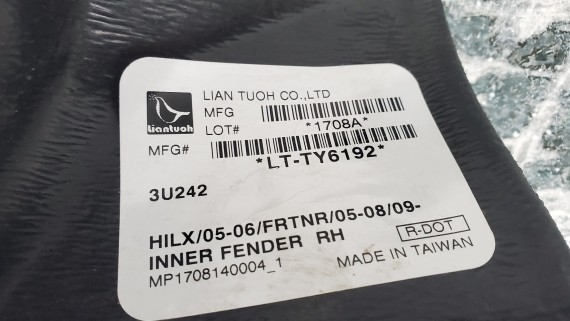 LIAN TUOH CO.,LTD
MFG
LOT#
*1708A*
Liantuoh
MFG#
*LT-TY6192*
3U242
HILX/05-06/FRTNR/05-08/09-
INNER FENDER RH
R-DOT
MP1708140004_1
MADE IN TAIWAN